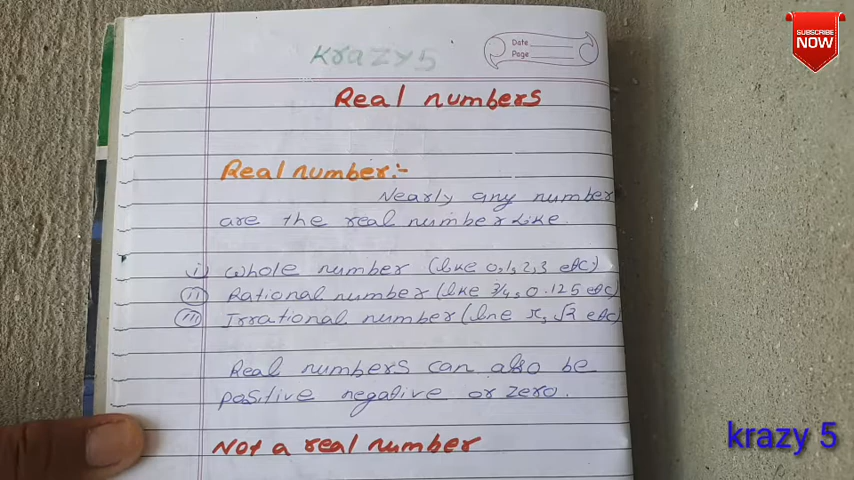 Krazy5
Date
Page
Real numbers
Real number :-
Nearly any number
are the real number Like.
i) Whole number (like 0,1,2,3 etc)
(ii) Rational number (like 3/4, 0.125 etc)
(iii) Irrational number (like π, √2 etc)
Real numbers can also be
positive negative or zero.
Not a real number
SUBSCRIBE
NOW
krazy 5